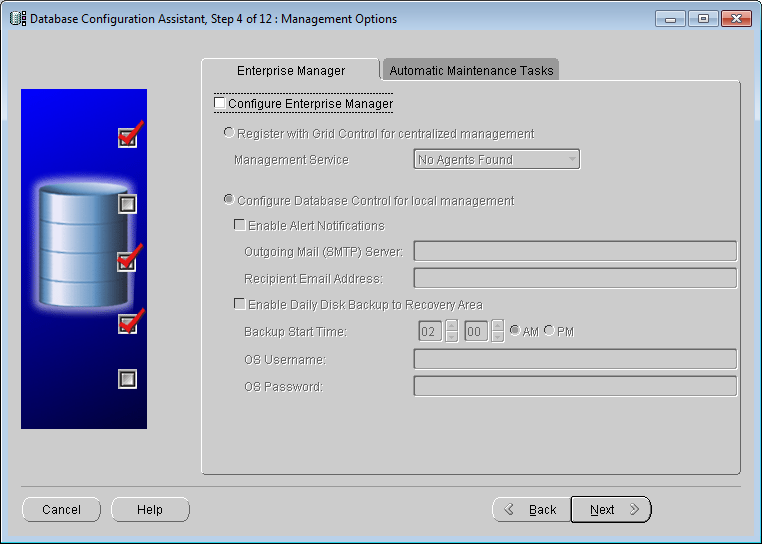 Database Configuration Assistant, Step 4 of 12 : Management Options
Enterprise Manager
Automatic Maintenance Tasks
Configure Enterprise Manager
Register with Grid Control for centralized management
Management Service
No Agents Found
Configure Database Control for local management
Enable Alert Notifications
Outgoing Mail (SMTP) Server:
Recipient Email Address:
Enable Daily Disk Backup to Recovery Area
Backup Start Time: 02 00 AM PM
OS Username:
OS Password:
Cancel Help Back Next